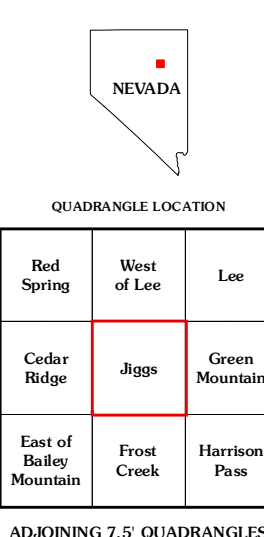 NEVADA
QUADRANGLE LOCATION
Red
Spring
West
of Lee
Lee
Cedar
Ridge
Jiggs
Green
Mountain
East of
Bailey
Mountain
Frost
Creek
Harrison
Pass
ADJOINING 7.5' QUADRANGLES